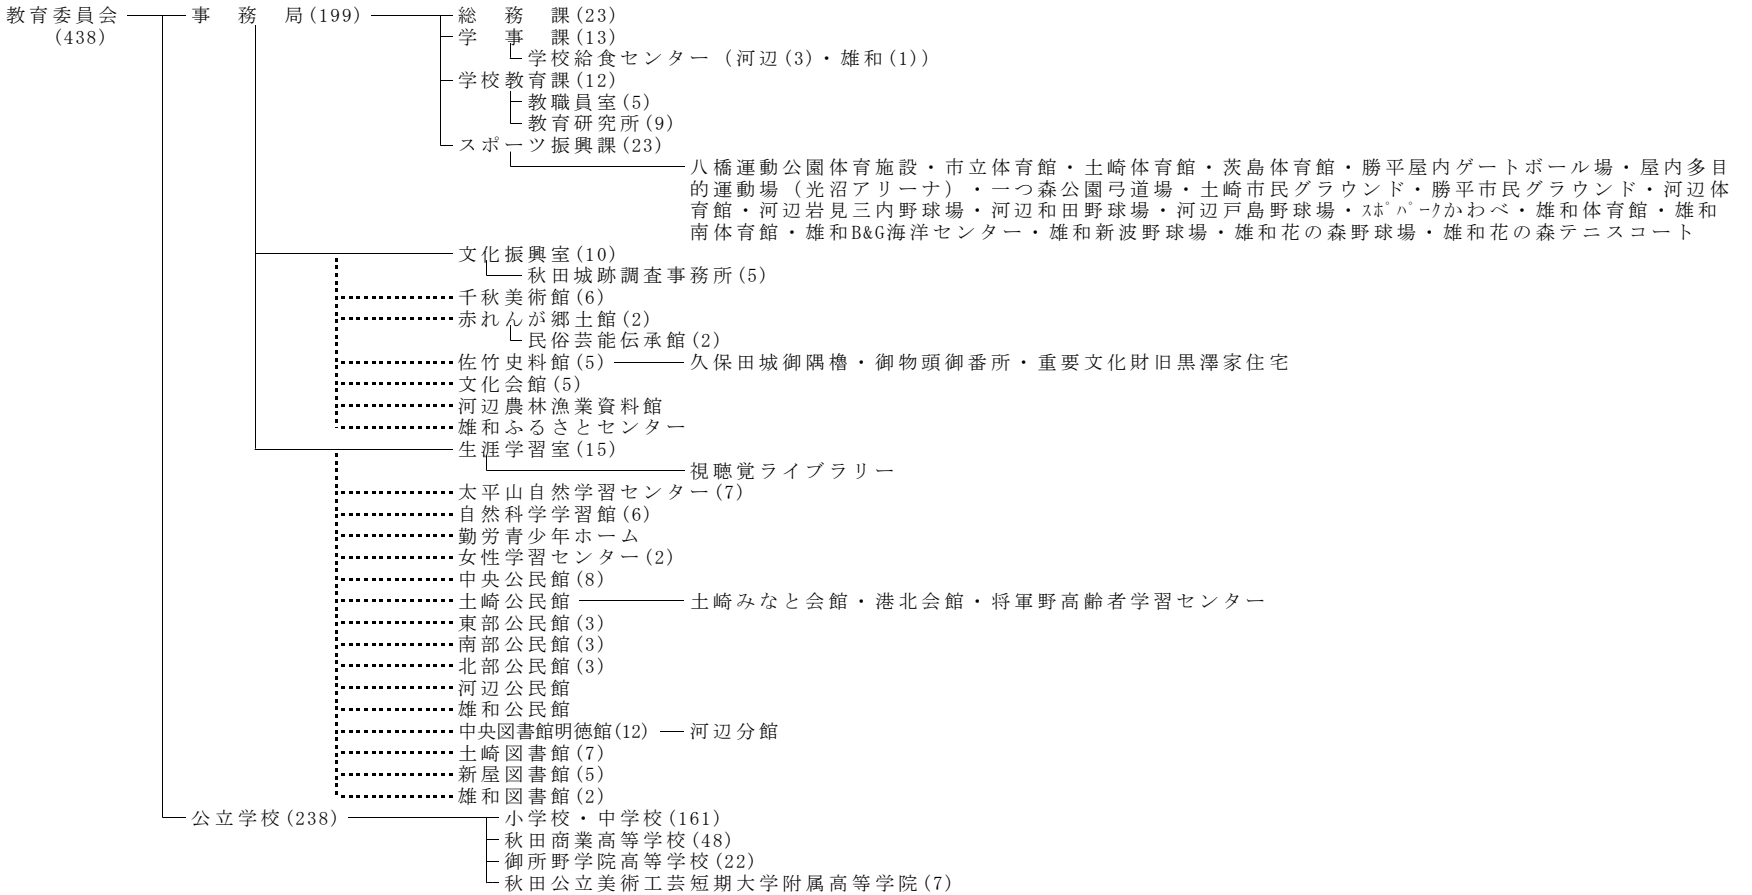 教育委員会 事務局(199) 総務課(23)
(438) 学事課(13)
学校給食センター（河辺(3)・雄和(1)）
学校教育課(12)
教職員室(5)
教育研究所(9)
スポーツ振興課(23)
八橋運動公園体育施設・市立体育館・土崎体育館・茨島体育館・勝平屋内ゲートボール場・屋内多目
的運動場（光沼アリーナ）・一つ森公園弓道場・土崎市民グラウンド・勝平市民グラウンド・河辺体
育館・河辺岩見三内野球場・河辺和田野球場・河辺戸島野球場・ｽﾎﾟﾊﾟｰｸかわべ・雄和体育館・雄和
南体育館・雄和B&G海洋センター・雄和新波野球場・雄和花の森野球場・雄和花の森テニスコート
文化振興室(10)
秋田城跡調査事務所(5)
千秋美術館(6)
赤れんが郷土館(2)
民俗芸能伝承館(2)
佐竹史料館(5) 久保田城御隅櫓・御物頭御番所・重要文化財旧黒澤家住宅
文化会館(5)
河辺農林漁業資料館
雄和ふるさとセンター
生涯学習室(15)
視聴覚ライブラリー
太平山自然学習センター(7)
自然科学学習館(6)
勤労青少年ホーム
女性学習センター(2)
中央公民館(8)
土崎公民館 土崎みなと会館・港北会館・将軍野高齢者学習センター
東部公民館(3)
南部公民館(3)
北部公民館(3)
河辺公民館
雄和公民館
中央図書館明徳館(12) 河辺分館
土崎図書館(7)
新屋図書館(5)
雄和図書館(2)
公立学校(238) 小学校・中学校(161)
秋田商業高等学校(48)
御所野学院高等学校(22)
秋田公立美術工芸短期大学附属高等学院(7)